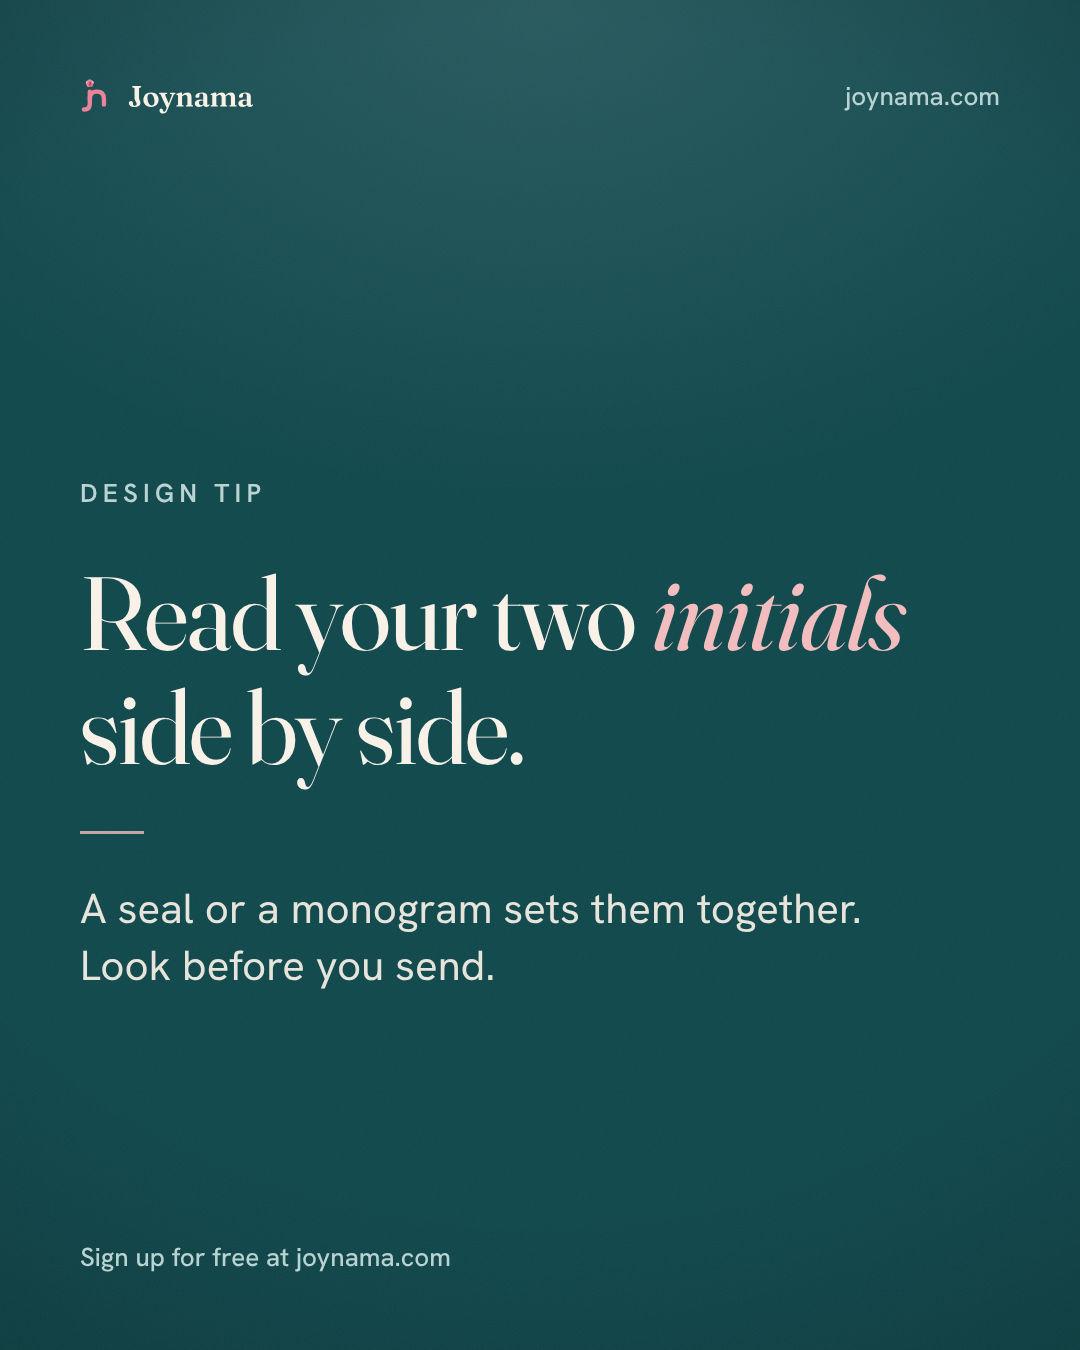 Joynama
joynama.com
DESIGN TIP
Read your two initials
side by side.
A seal or a monogram sets them together.
Look before you send.
Sign up for free at joynama.com